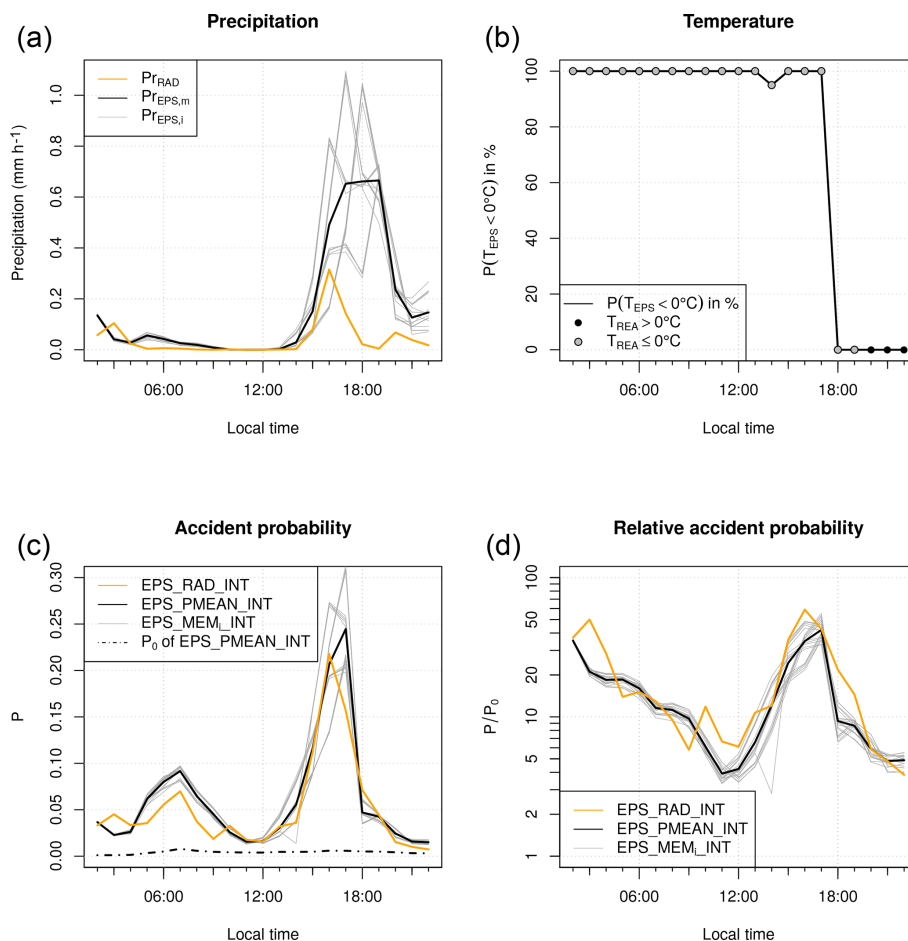 (a)
Precipitation
Pr_RAD
Pr_EPS,m
Pr_EPS,i
Precipitation (mm h-1)
1.0
0.8
0.6
0.4
0.2
0.0
06:00 12:00 18:00
Local time
(b)
Temperature
P(T_EPS < 0°C) in %
100
80
60
40
20
0
P(T_EPS < 0°C) in %
T_REA > 0°C
T_REA ≤ 0°C
06:00 12:00 18:00
Local time
(c)
Accident probability
EPS_RAD_INT
EPS_PMEAN_INT
EPS_MEM_i_INT
P_0 of EPS_PMEAN_INT
P
0.30
0.25
0.20
0.15
0.10
0.05
0.00
06:00 12:00 18:00
Local time
(d)
Relative accident probability
P/P_0
100
50
20
10
5
2
1
EPS_RAD_INT
EPS_PMEAN_INT
EPS_MEM_i_INT
06:00 12:00 18:00
Local time